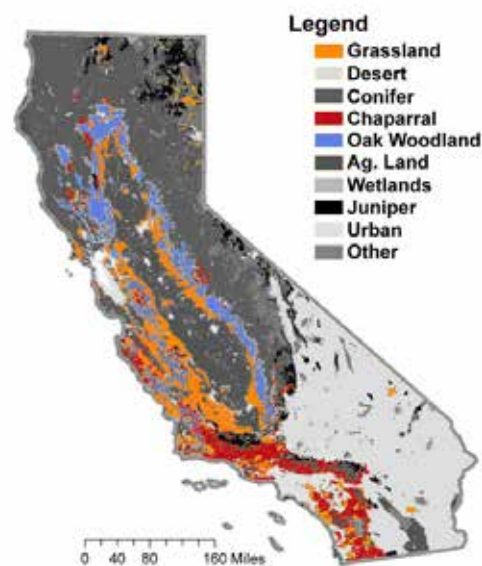 Legend
Grassland
Desert
Conifer
Chaparral
Oak Woodland
Ag. Land
Wetlands
Juniper
Urban
Other
0 40 80 160 Miles